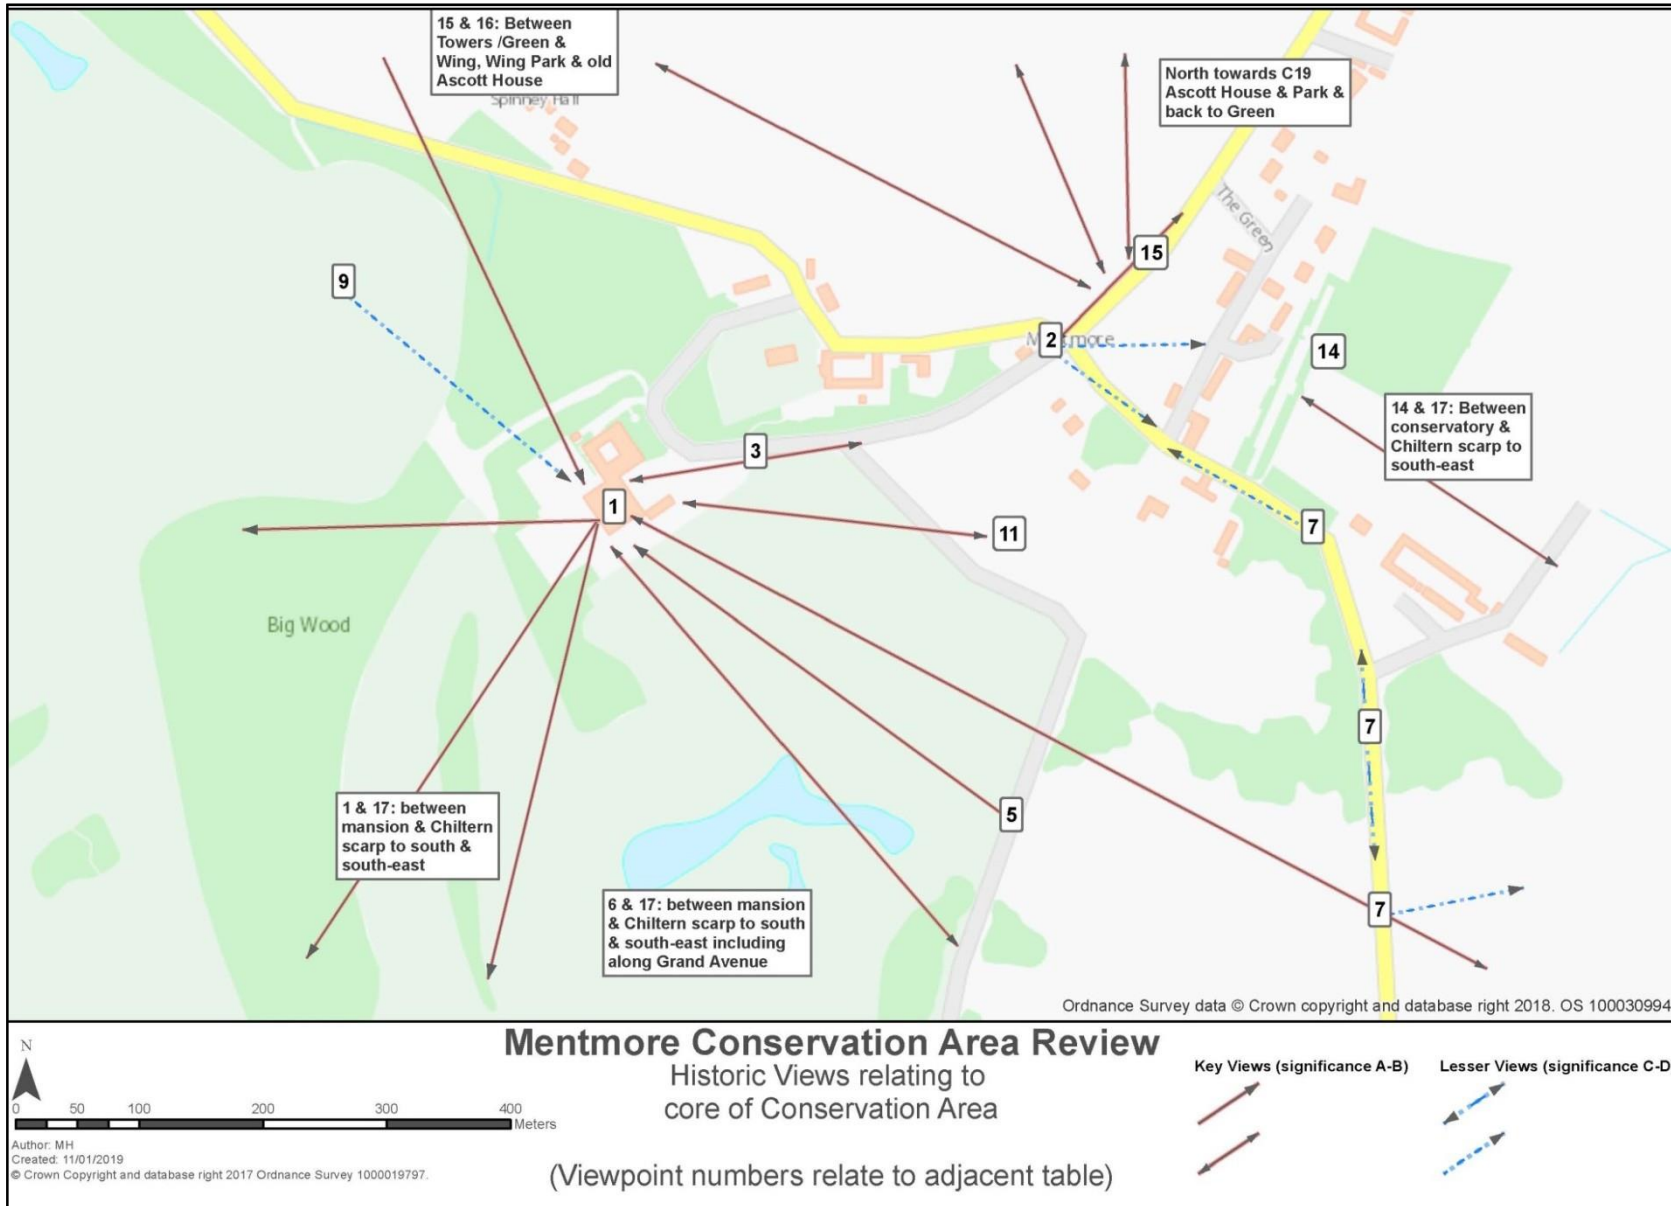 15 & 16: Between
Towers /Green &
Wing, Wing Park & old
Ascott House
Spinney Hall
North towards C19
Ascott House & Park &
back to Green
The Green
15
9
2
14
14 & 17: Between
conservatory &
Chiltern scarp to
south-east
3
1
11
7
Big Wood
7
1 & 17: between
mansion & Chiltern
scarp to south &
south-east
5
6 & 17: between mansion
& Chiltern scarp to south
& south-east including
along Grand Avenue
7
Ordnance Survey data © Crown copyright and database right 2018. OS 100030994
Mentmore Conservation Area Review
Historic Views relating to
core of Conservation Area
(Viewpoint numbers relate to adjacent table)
N
0 50 100 200 300 400
Meters
Author: MH
Created: 11/01/2019
© Crown Copyright and database right 2017 Ordnance Survey 1000019797.
Key Views (significance A-B)
Lesser Views (significance C-D